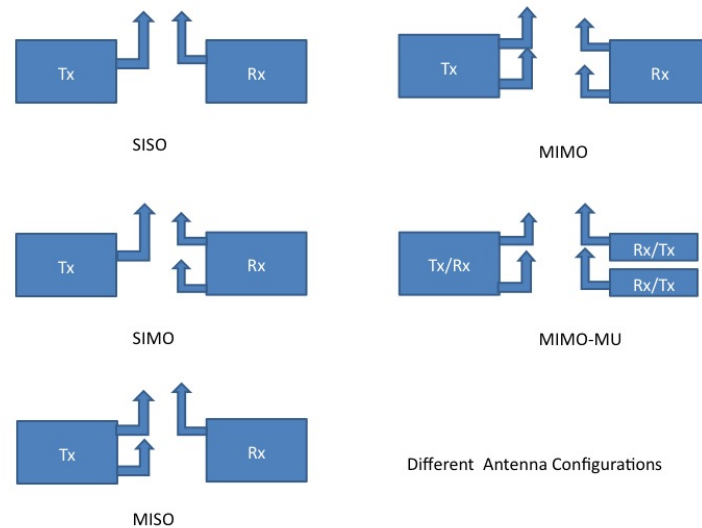 Tx
Rx
SISO
Tx
Rx
MIMO
Tx
Rx
SIMO
Tx/Rx
Rx/Tx
Rx/Tx
MIMO-MU
Tx
Rx
MISO
Different Antenna Configurations